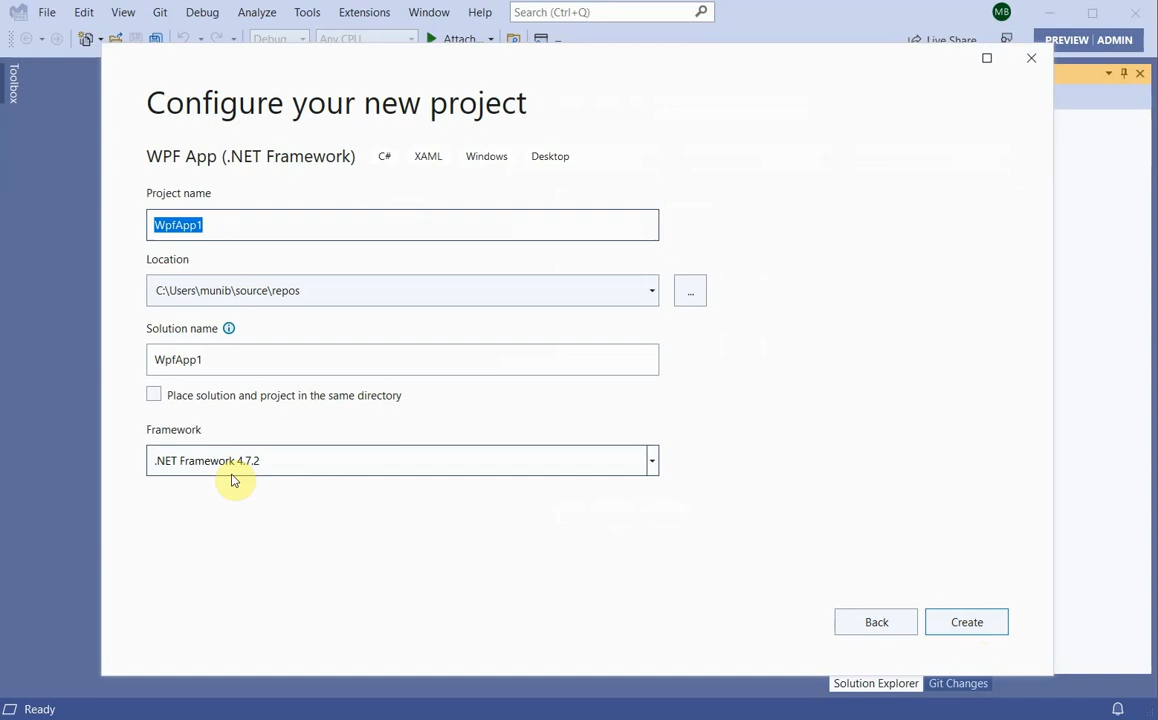 File Edit View Git Debug Analyze Tools Extensions Window Help Search (Ctrl+Q) MB
Debug Any CPU Attach... Live Share PREVIEW ADMIN
Toolbox
Configure your new project
WPF App (.NET Framework) C# XAML Windows Desktop
Project name
WpfApp1
Location
C:\Users\munib\source\repos
...
Solution name
WpfApp1
Place solution and project in the same directory
Framework
.NET Framework 4.7.2
Back Create
Solution Explorer Git Changes
Ready